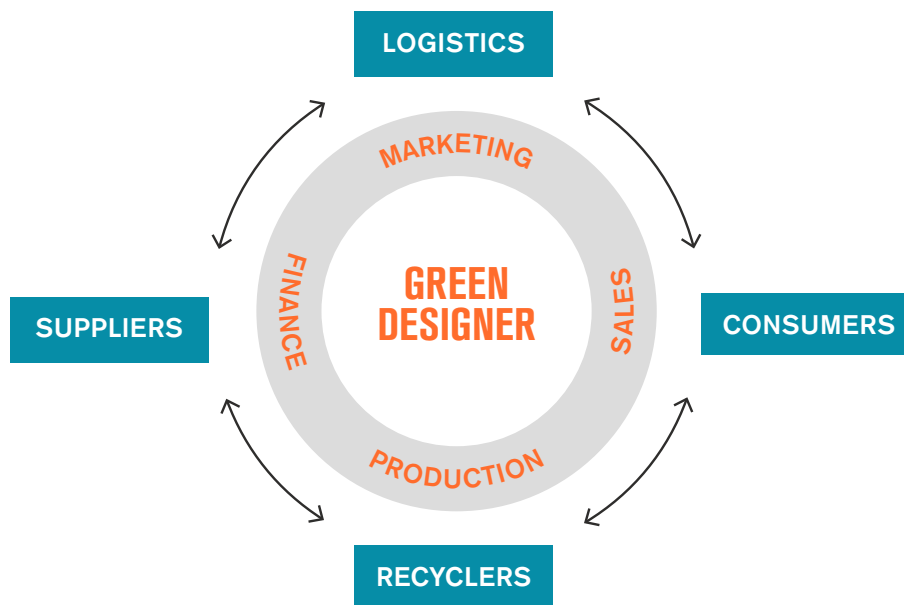 LOGISTICS
MARKETING
FINANCE
GREEN
DESIGNER
SALES
SUPPLIERS
CONSUMERS
PRODUCTION
RECYCLERS